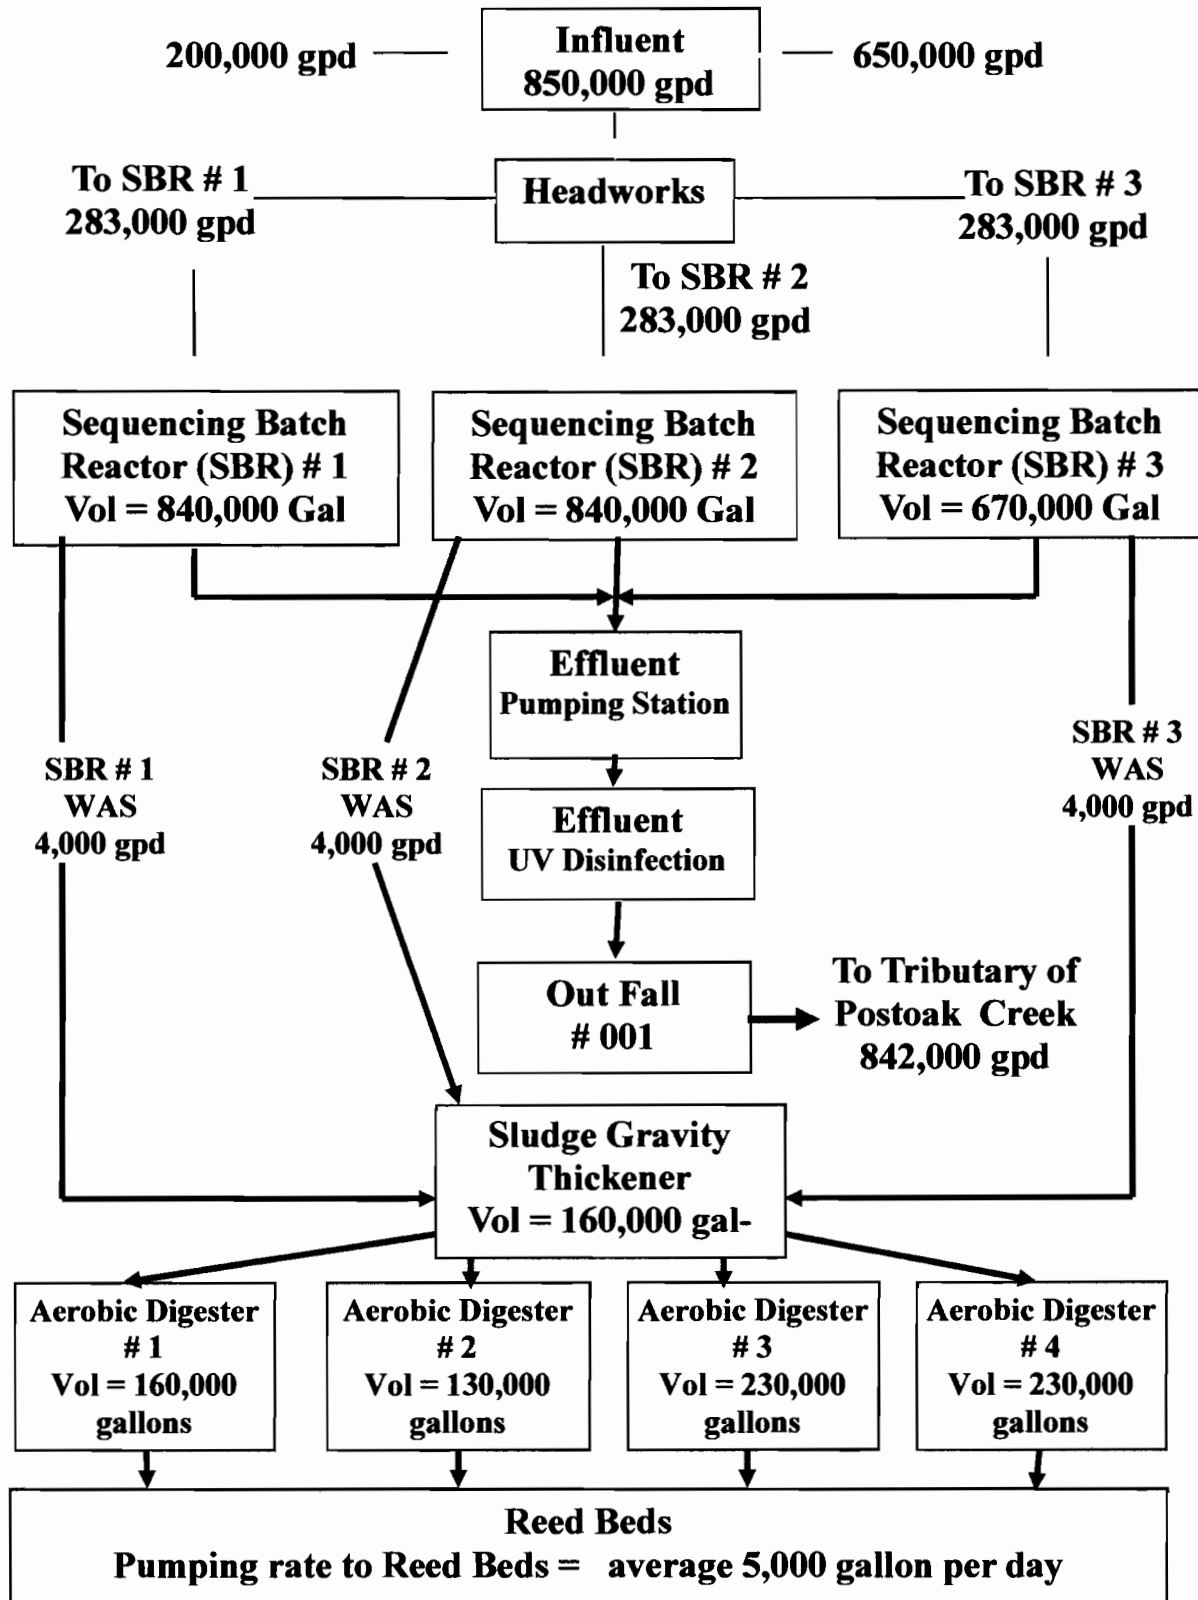 200,000 gpd
Influent
850,000 gpd
650,000 gpd
To SBR # 1
283,000 gpd
Headworks
To SBR # 3
283,000 gpd
To SBR # 2
283,000 gpd
Sequencing Batch
Reactor (SBR) # 1
Vol = 840,000 Gal
Sequencing Batch
Reactor (SBR) # 2
Vol = 840,000 Gal
Sequencing Batch
Reactor (SBR) # 3
Vol = 670,000 Gal
Effluent
Pumping Station
SBR # 1
WAS
4,000 gpd
SBR # 2
WAS
4,000 gpd
SBR # 3
WAS
4,000 gpd
Effluent
UV Disinfection
Out Fall
# 001
To Tributary of
Postoak Creek
842,000 gpd
Sludge Gravity
Thickener
Vol = 160,000 gal-
Aerobic Digester
# 1
Vol = 160,000
gallons
Aerobic Digester
# 2
Vol = 130,000
gallons
Aerobic Digester
# 3
Vol = 230,000
gallons
Aerobic Digester
# 4
Vol = 230,000
gallons
Reed Beds
Pumping rate to Reed Beds = average 5,000 gallon per day